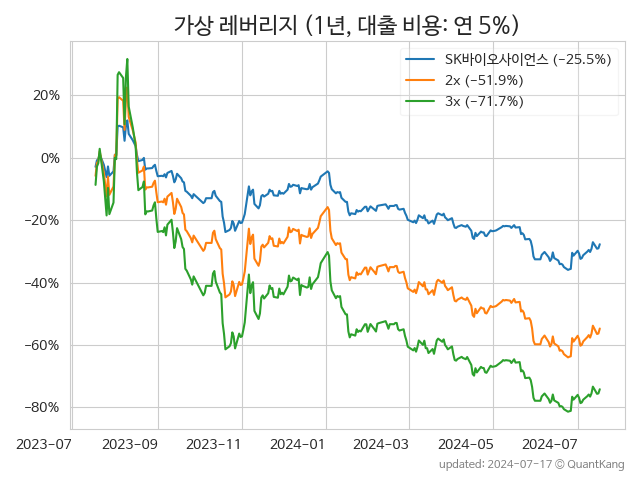 가상 레버리지 (1년, 대출 비용: 연 5%)
SK바이오사이언스 (−25.5%)
2x (−51.9%)
3x (−71.7%)
20%
0%
−20%
−40%
−60%
−80%
2023-07
2023-09
2023-11
2024-01
2024-03
2024-05
2024-07
updated: 2024-07-17 © QuantKang